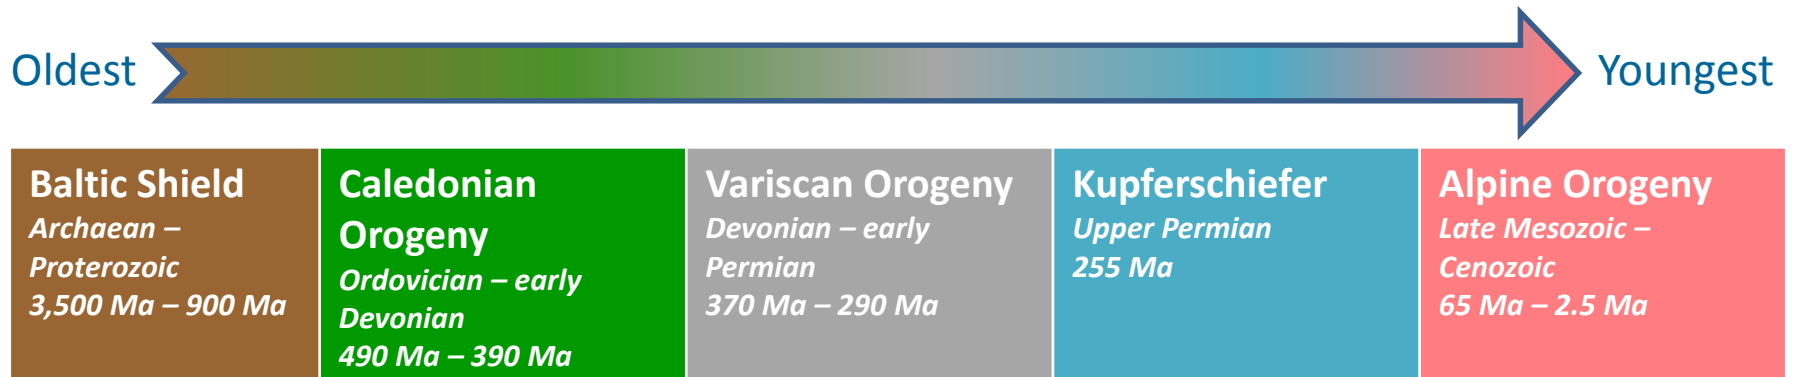 Oldest
Youngest
Baltic Shield
Archaean –
Proterozoic
3,500 Ma – 900 Ma
Caledonian
Orogeny
Ordovician – early
Devonian
490 Ma – 390 Ma
Variscan Orogeny
Devonian – early
Permian
370 Ma – 290 Ma
Kupferschiefer
Upper Permian
255 Ma
Alpine Orogeny
Late Mesozoic –
Cenozoic
65 Ma – 2.5 Ma